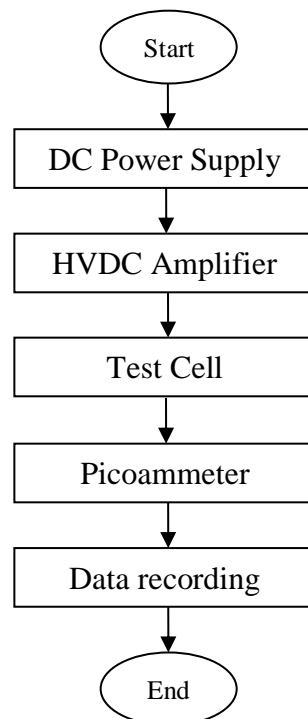 Start
DC Power Supply
HVDC Amplifier
Test Cell
Picoammeter
Data recording
End